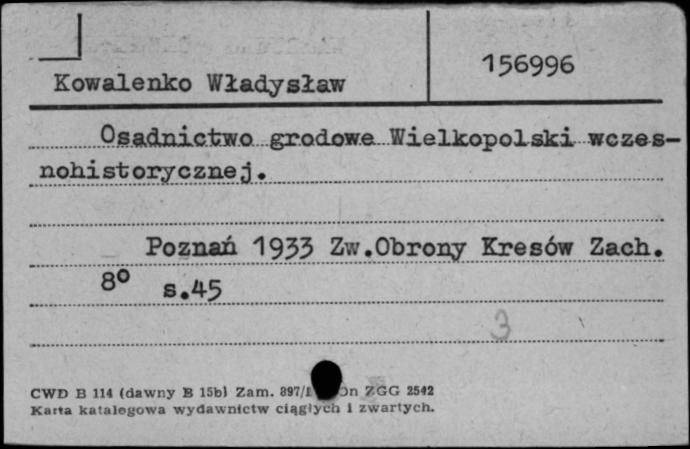 Kowalenko Władysław
156996
Osadnictwo grodowe Wielkopolski wczes-
nohistorycznej.
Poznań 1933 Zw.Obrony Kresów Zach.
8° s.45
3
CWD B 114 (dawny B 15b) Zam. 897/ ZGG 2542
Karta katalogowa wydawnictw ciągłych i zwartych.